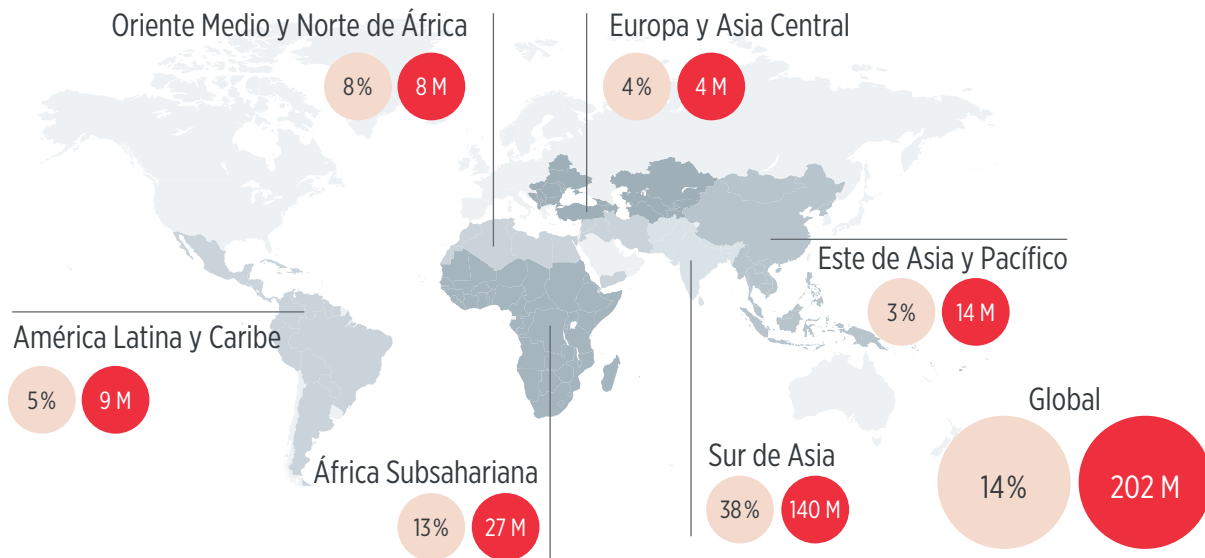 Oriente Medio y Norte de África
8 %
8 M
Europa y Asia Central
4 %
4 M
Este de Asia y Pacífico
3 %
14 M
América Latina y Caribe
5 %
9 M
África Subsahariana
13 %
27 M
Sur de Asia
38 %
140 M
Global
14 %
202 M